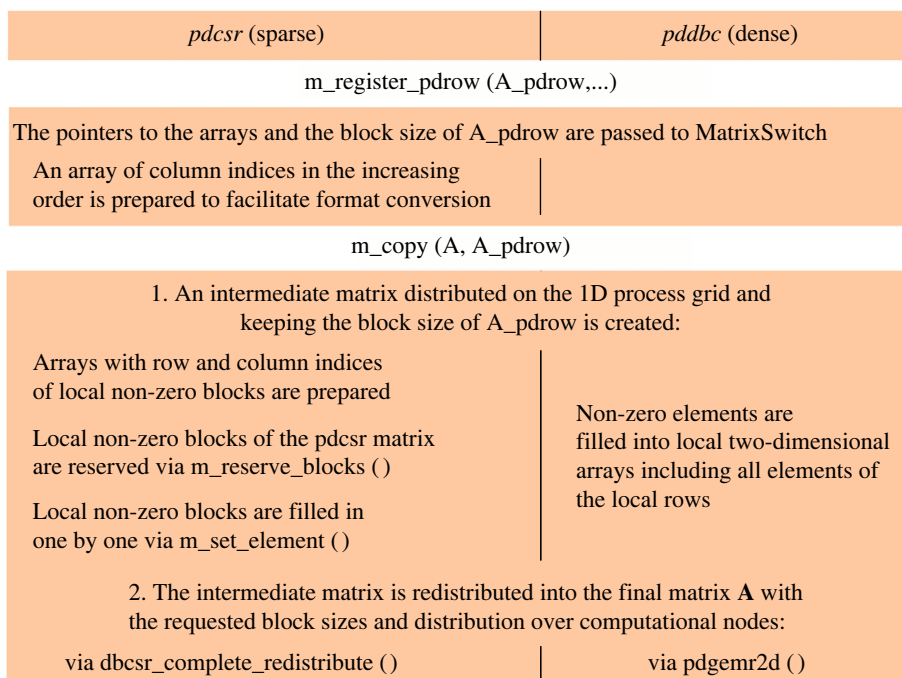 pdcsr (sparse)
pddbc (dense)
m_register_pdrow (A_pdrow,...)
The pointers to the arrays and the block size of A_pdrow are passed to MatrixSwitch
An array of column indices in the increasing
order is prepared to facilitate format conversion
m_copy (A, A_pdrow)
1. An intermediate matrix distributed on the 1D process grid and
keeping the block size of A_pdrow is created:
Arrays with row and column indices
of local non-zero blocks are prepared
Local non-zero blocks of the pdcsr matrix
are reserved via m_reserve_blocks ()
Local non-zero blocks are filled in
one by one via m_set_element ()
Non-zero elements are
filled into local two-dimensional
arrays including all elements of
the local rows
2. The intermediate matrix is redistributed into the final matrix A with
the requested block sizes and distribution over computational nodes:
via dbcsr_complete_redistribute ()
via pdgemr2d ()